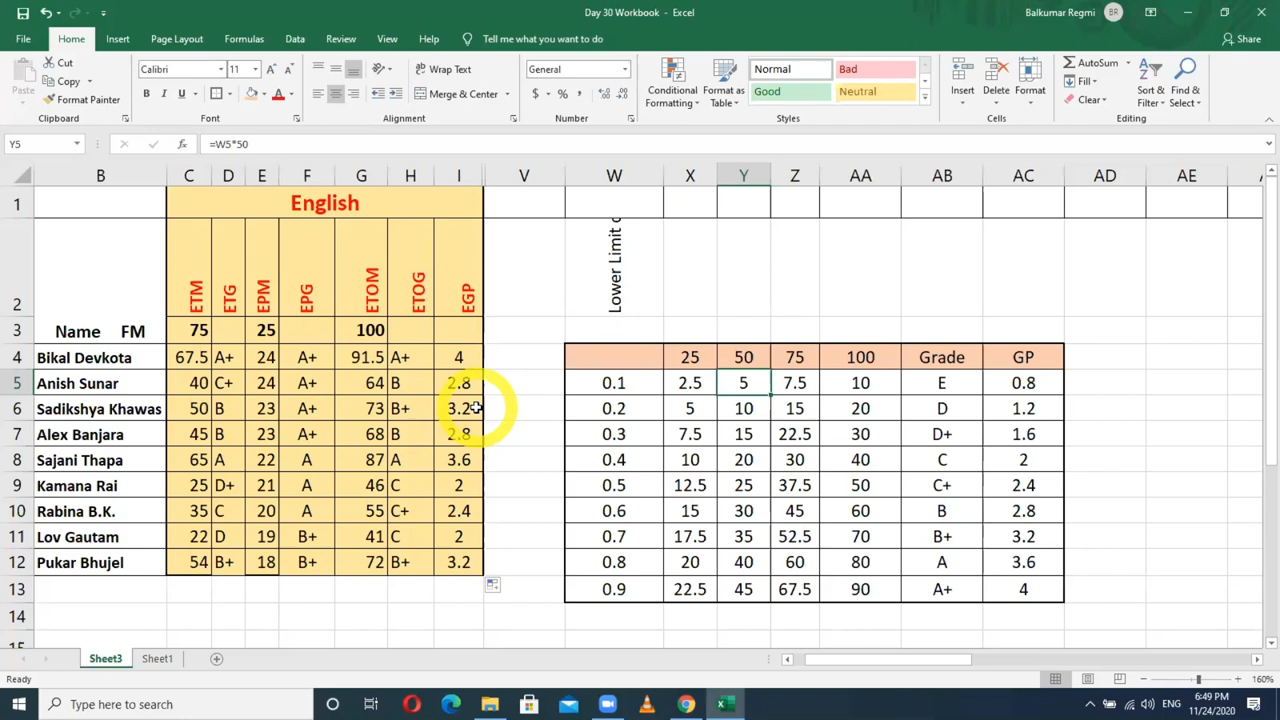 Day 30 Workbook - Excel
Balkumar Regmi BR
File Home Insert Page Layout Formulas Data Review View Help Tell me what you want to do Share
Paste
Cut
Copy
Format Painter
Clipboard
Calibri 11
B I U
Font
Wrap Text
Merge & Center
Alignment
General
$ % ,
Number
Conditional Formatting
Format as Table
Normal Bad
Good Neutral
Styles
Insert Delete Format
Cells
AutoSum
Fill
Clear
Sort & Filter
Find & Select
Editing
Y5 fx =W5*50
B C D E F G H I V W X Y Z AA AB AC AD AE
1 English
2 ETM ETG EPM EPG ETOM ETOG EGP Lower Limit
3 Name FM 75 25 100
4 Bikal Devkota 67.5 A+ 24 A+ 91.5 A+ 4 25 50 75 100 Grade GP
5 Anish Sunar 40 C+ 24 A+ 64 B 2.8 0.1 2.5 5 7.5 10 E 0.8
6 Sadikshya Khawas 50 B 23 A+ 73 B+ 3.2 0.2 5 10 15 20 D 1.2
7 Alex Banjara 45 B 23 A+ 68 B 2.8 0.3 7.5 15 22.5 30 D+ 1.6
8 Sajani Thapa 65 A 22 A 87 A 3.6 0.4 10 20 30 40 C 2
9 Kamana Rai 25 D+ 21 A 46 C 2 0.5 12.5 25 37.5 50 C+ 2.4
10 Rabina B.K. 35 C 20 A 55 C+ 2.4 0.6 15 30 45 60 B 2.8
11 Lov Gautam 22 D 19 B+ 41 C 2 0.7 17.5 35 52.5 70 B+ 3.2
12 Pukar Bhujel 54 B+ 18 B+ 72 B+ 3.2 0.8 20 40 60 80 A 3.6
13 0.9 22.5 45 67.5 90 A+ 4
14
15
Sheet3 Sheet1
Ready 160%
Type here to search
ENG
6:49 PM
11/24/2020